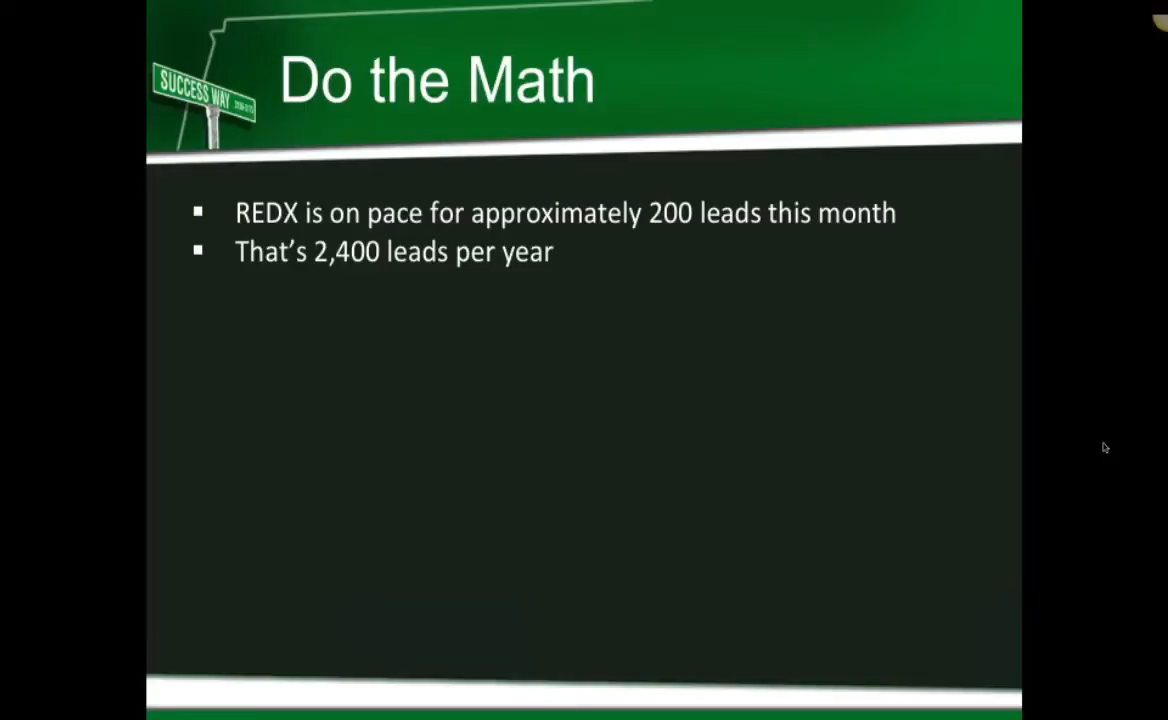 Do the Math
SUCCESS WAY
REDX is on pace for approximately 200 leads this month
That's 2,400 leads per year